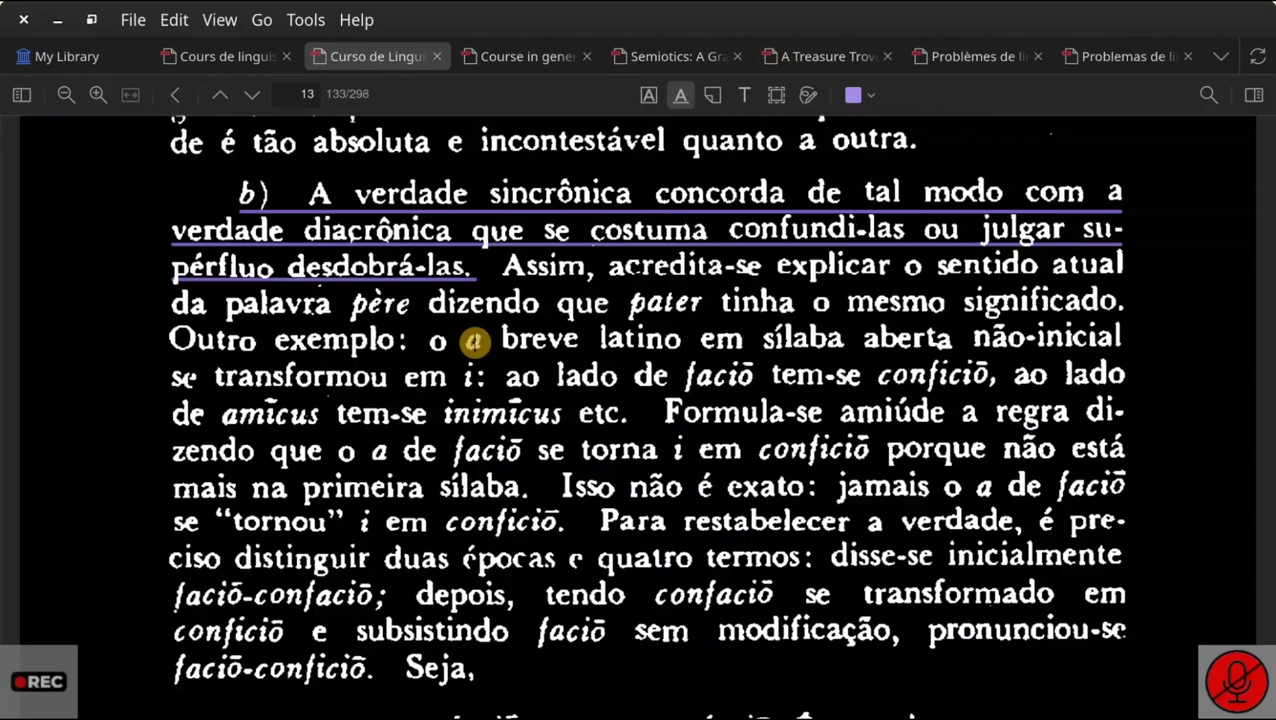 File Edit View Go Tools Help
My Library Cours de linguis Curso de Lingui Course in gener Semiotics: A Gra A Treasure Trov Problèmes de lin Problemas de lin
13 133/298
de é tão absoluta e incontestável quanto a outra.
b) A verdade sincrônica concorda de tal modo com a
verdade diacrônica que se costuma confundi-las ou julgar su-
pérfluo desdobrá-las. Assim, acredita-se explicar o sentido atual
da palavra père dizendo que pater tinha o mesmo significado.
Outro exemplo: o a breve latino em sílaba aberta não-inicial
se transformou em i: ao lado de faciō tem-se conficiō, ao lado
de amīcus tem-se inimīcus etc. Formula-se amiúde a regra di-
zendo que o a de faciō se torna i em conficiō porque não está
mais na primeira sílaba. Isso não é exato: jamais o a de faciō
se "tornou" i em conficiō. Para restabelecer a verdade, é pre-
ciso distinguir duas épocas e quatro termos: disse-se inicialmente
faciō-confaciō; depois, tendo confaciō se transformado em
conficiō e subsistindo faciō sem modificação, pronunciou-se
faciō-conficiō. Seja,
REC